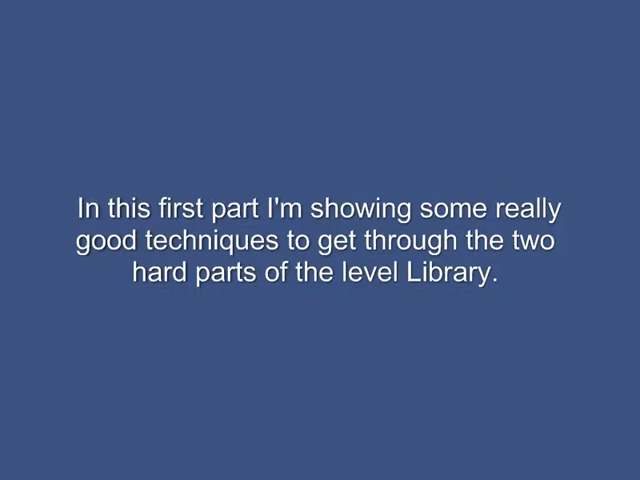 In this first part I'm showing some really
good techniques to get through the two
hard parts of the level Library.